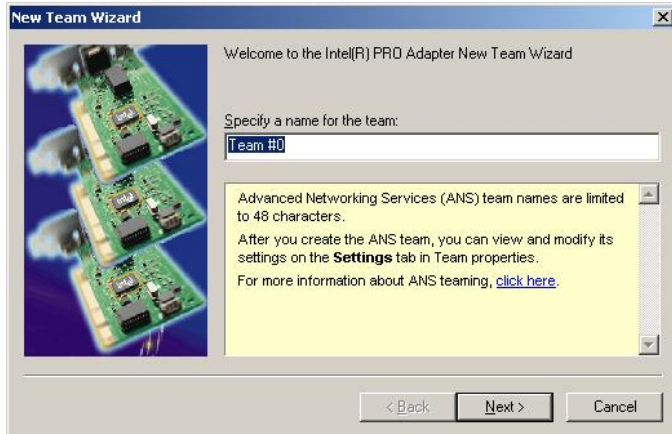 New Team Wizard
Welcome to the Intel(R) PRO Adapter New Team Wizard
Specify a name for the team:
Team #0
Advanced Networking Services (ANS) team names are limited
to 48 characters.
After you create the ANS team, you can view and modify its
settings on the Settings tab in Team properties.
For more information about ANS teaming, click here.
intel
intel
intel
< Back
Next >
Cancel